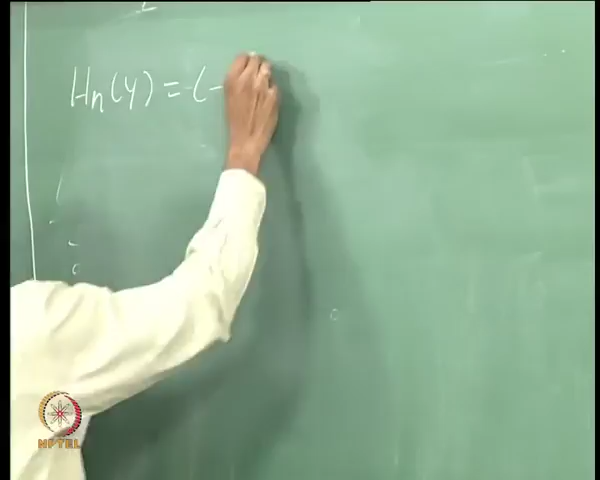 Hn(y) = (-
NPTEL